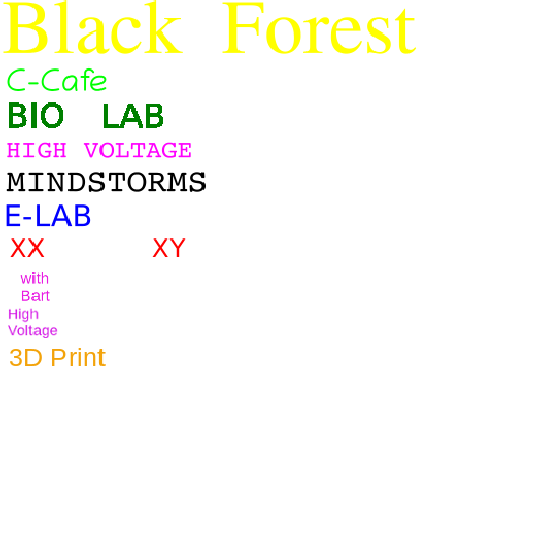 Black Forest
C-Cafe
BIO LAB
HIGH VOLTAGE
MINDSTORMS
E-LAB
XX XY
with
Bart
High
Voltage
3D Print